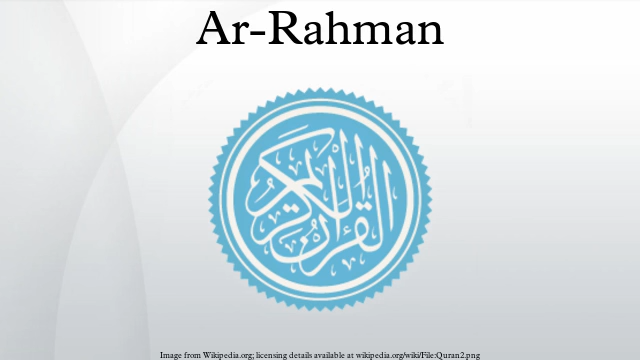 Ar-Rahman
القرآن الكريم
Image from Wikipedia.org; licensing details available at wikipedia.org/wiki/File:Quran2.png